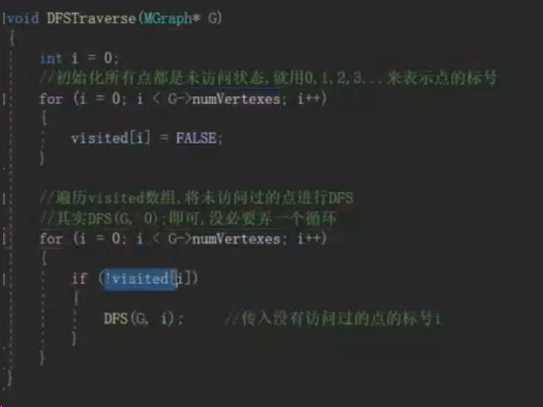 void DFSTraverse(MGraph* G)
{
int i = 0;
//初始化所有点都是未访问状态,就用0,1,2,3...来表示点的标号
for (i = 0; i < G->numVertexes; i++)
{
visited[i] = FALSE;
}
//遍历visited数组,将未访问过的点进行DFS
//其实DFS(G, 0);即可,没必要弄一个循环
for (i = 0; i < G->numVertexes; i++)
{
if (!visited[i])
{
DFS(G, i); //传入没有访问过的点的标号i
}
}
}